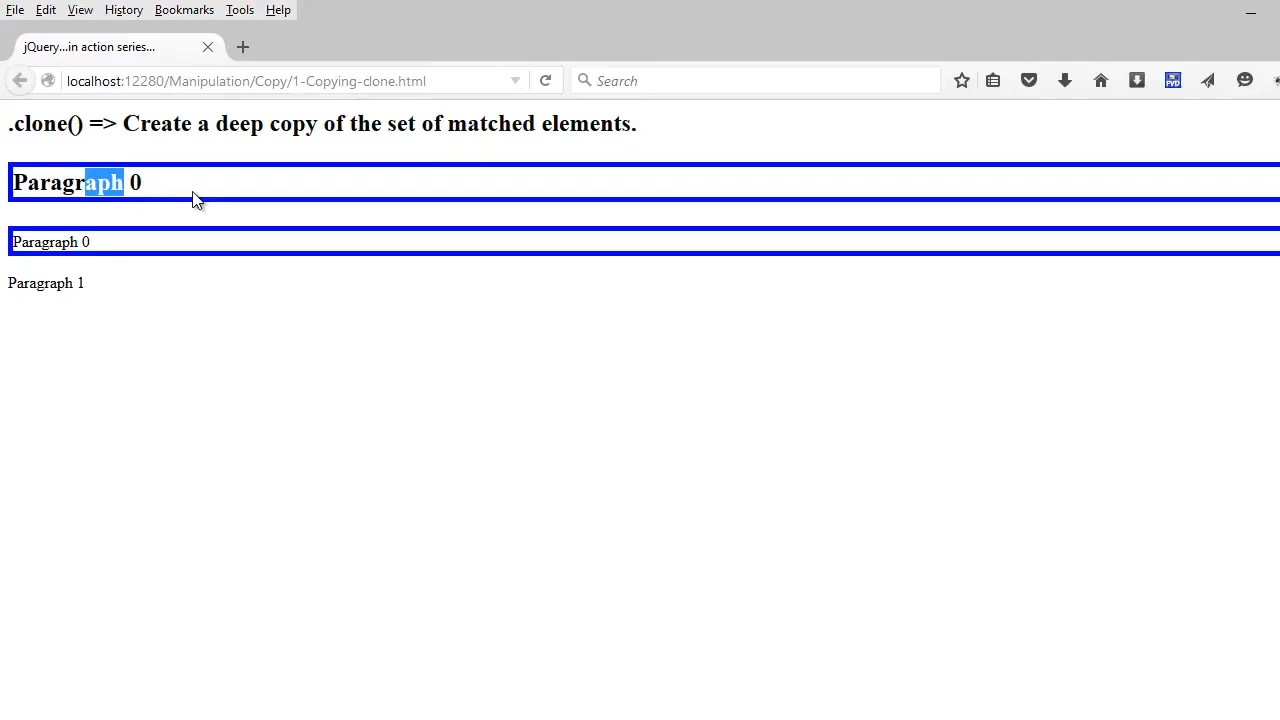 File Edit View History Bookmarks Tools Help
jQuery...in action series...
localhost:12280/Manipulation/Copy/1-Copying-clone.html
Search
FVD
.clone() => Create a deep copy of the set of matched elements.
Paragraph 0
Paragraph 0
Paragraph 1